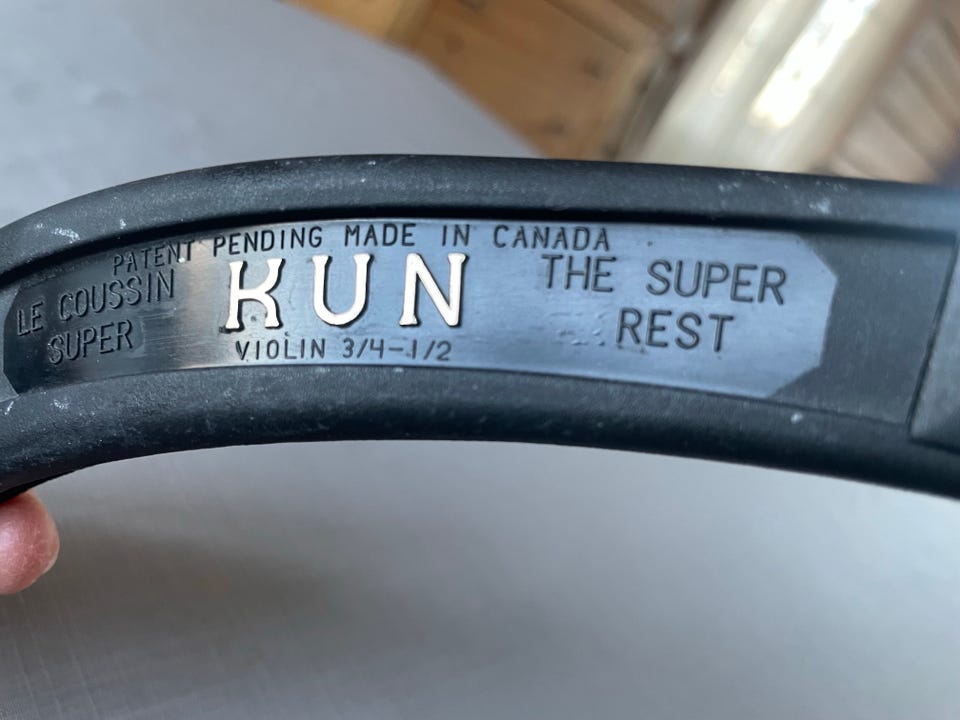 PATENT PENDING MADE IN CANADA
LE COUSSIN
SUPER
KUN
VIOLIN 3/4-1/2
THE SUPER
REST